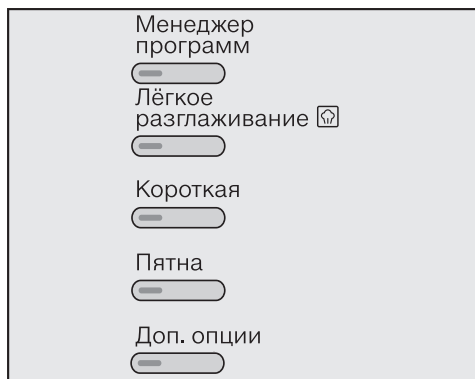 Менеджер
программ
Лёгкое
разглаживание
Короткая
Пятна
Доп. опции